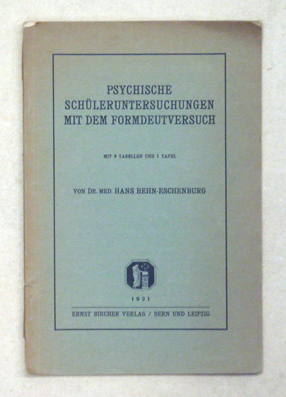 PSYCHISCHE
SCHÜLERUNTERSUCHUNGEN
MIT DEM FORMDEUTVERSUCH
MIT 9 TABELLEN UND 1 TAFEL
VON DR. MED. HANS BEHN-ESCHENBURG
1921
ERNST BIRCHER VERLAG / BERN UND LEIPZIG